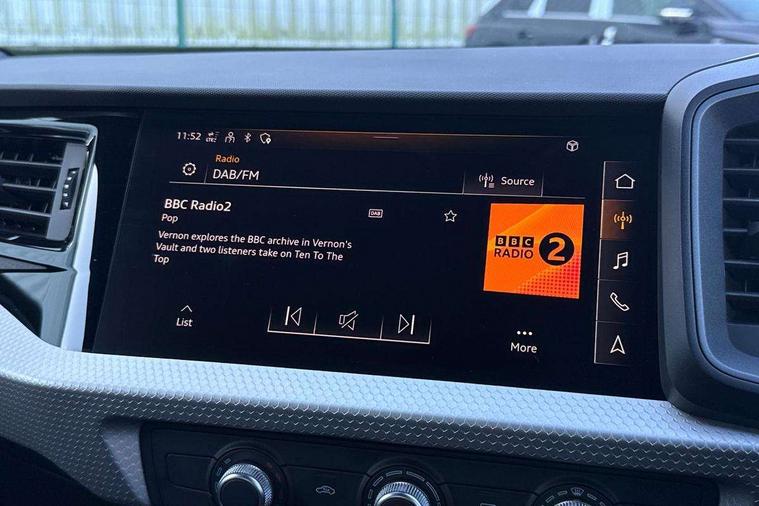 11:52 LTE
Radio
DAB/FM
Source
BBC Radio2
Pop
DAB
Vernon explores the BBC archive in Vernon's
Vault and two listeners take on Ten To The
Top
BBC
RADIO 2
List
More